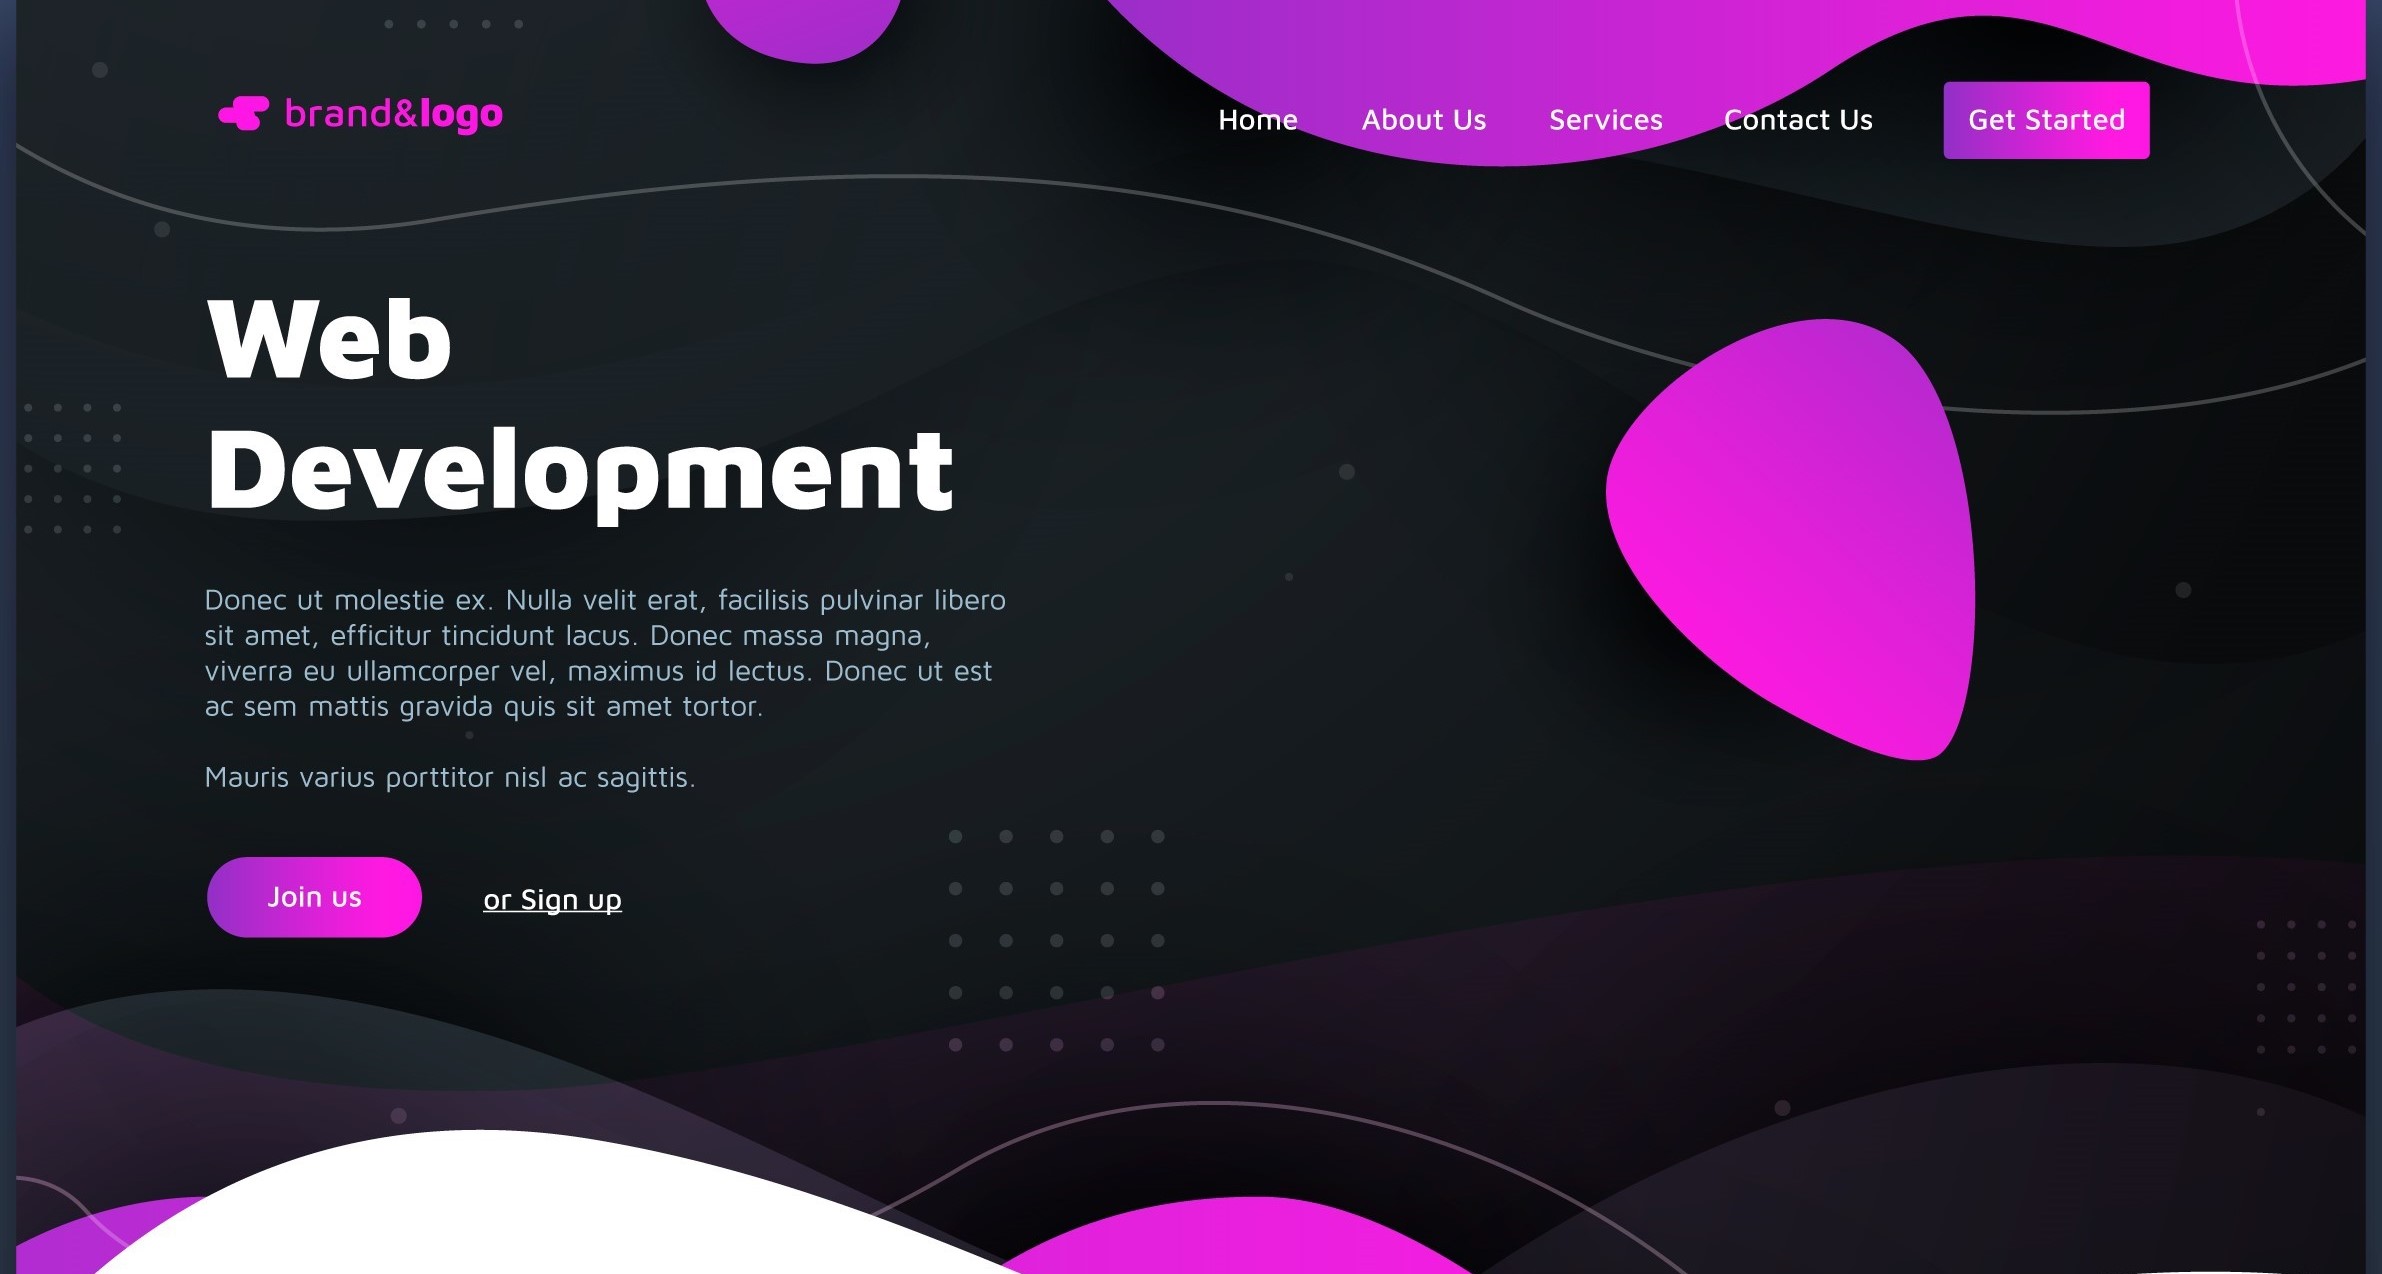 brand&logo
Home About Us Services Contact Us Get Started
Web
Development
Donec ut molestie ex. Nulla velit erat, facilisis pulvinar libero
sit amet, efficitur tincidunt lacus. Donec massa magna,
viverra eu ullamcorper vel, maximus id lectus. Donec ut est
ac sem mattis gravida quis sit amet tortor.
Mauris varius porttitor nisl ac sagittis.
Join us or Sign up